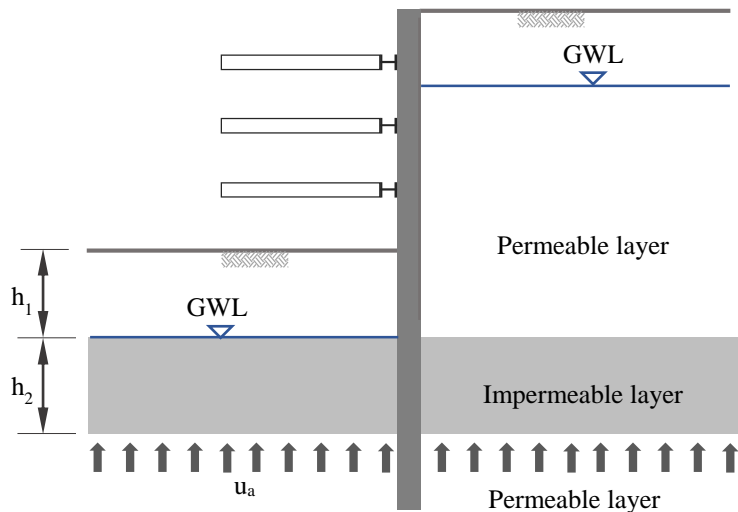 GWL
Permeable layer
h₁
GWL
h₂
Impermeable layer
uₐ
Permeable layer